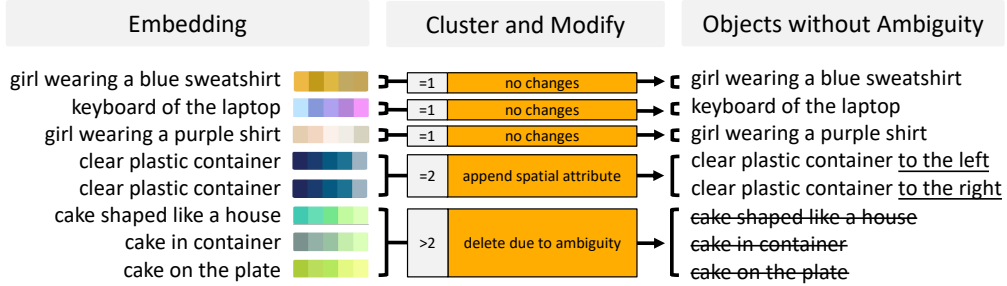 Embedding Cluster and Modify Objects without Ambiguity
girl wearing a blue sweatshirt =1 no changes girl wearing a blue sweatshirt
keyboard of the laptop =1 no changes keyboard of the laptop
girl wearing a purple shirt =1 no changes girl wearing a purple shirt
clear plastic container clear plastic container to the left
=2 append spatial attribute
clear plastic container clear plastic container to the right
cake shaped like a house cake shaped like a house
cake in container >2 delete due to ambiguity cake in container
cake on the plate cake on the plate